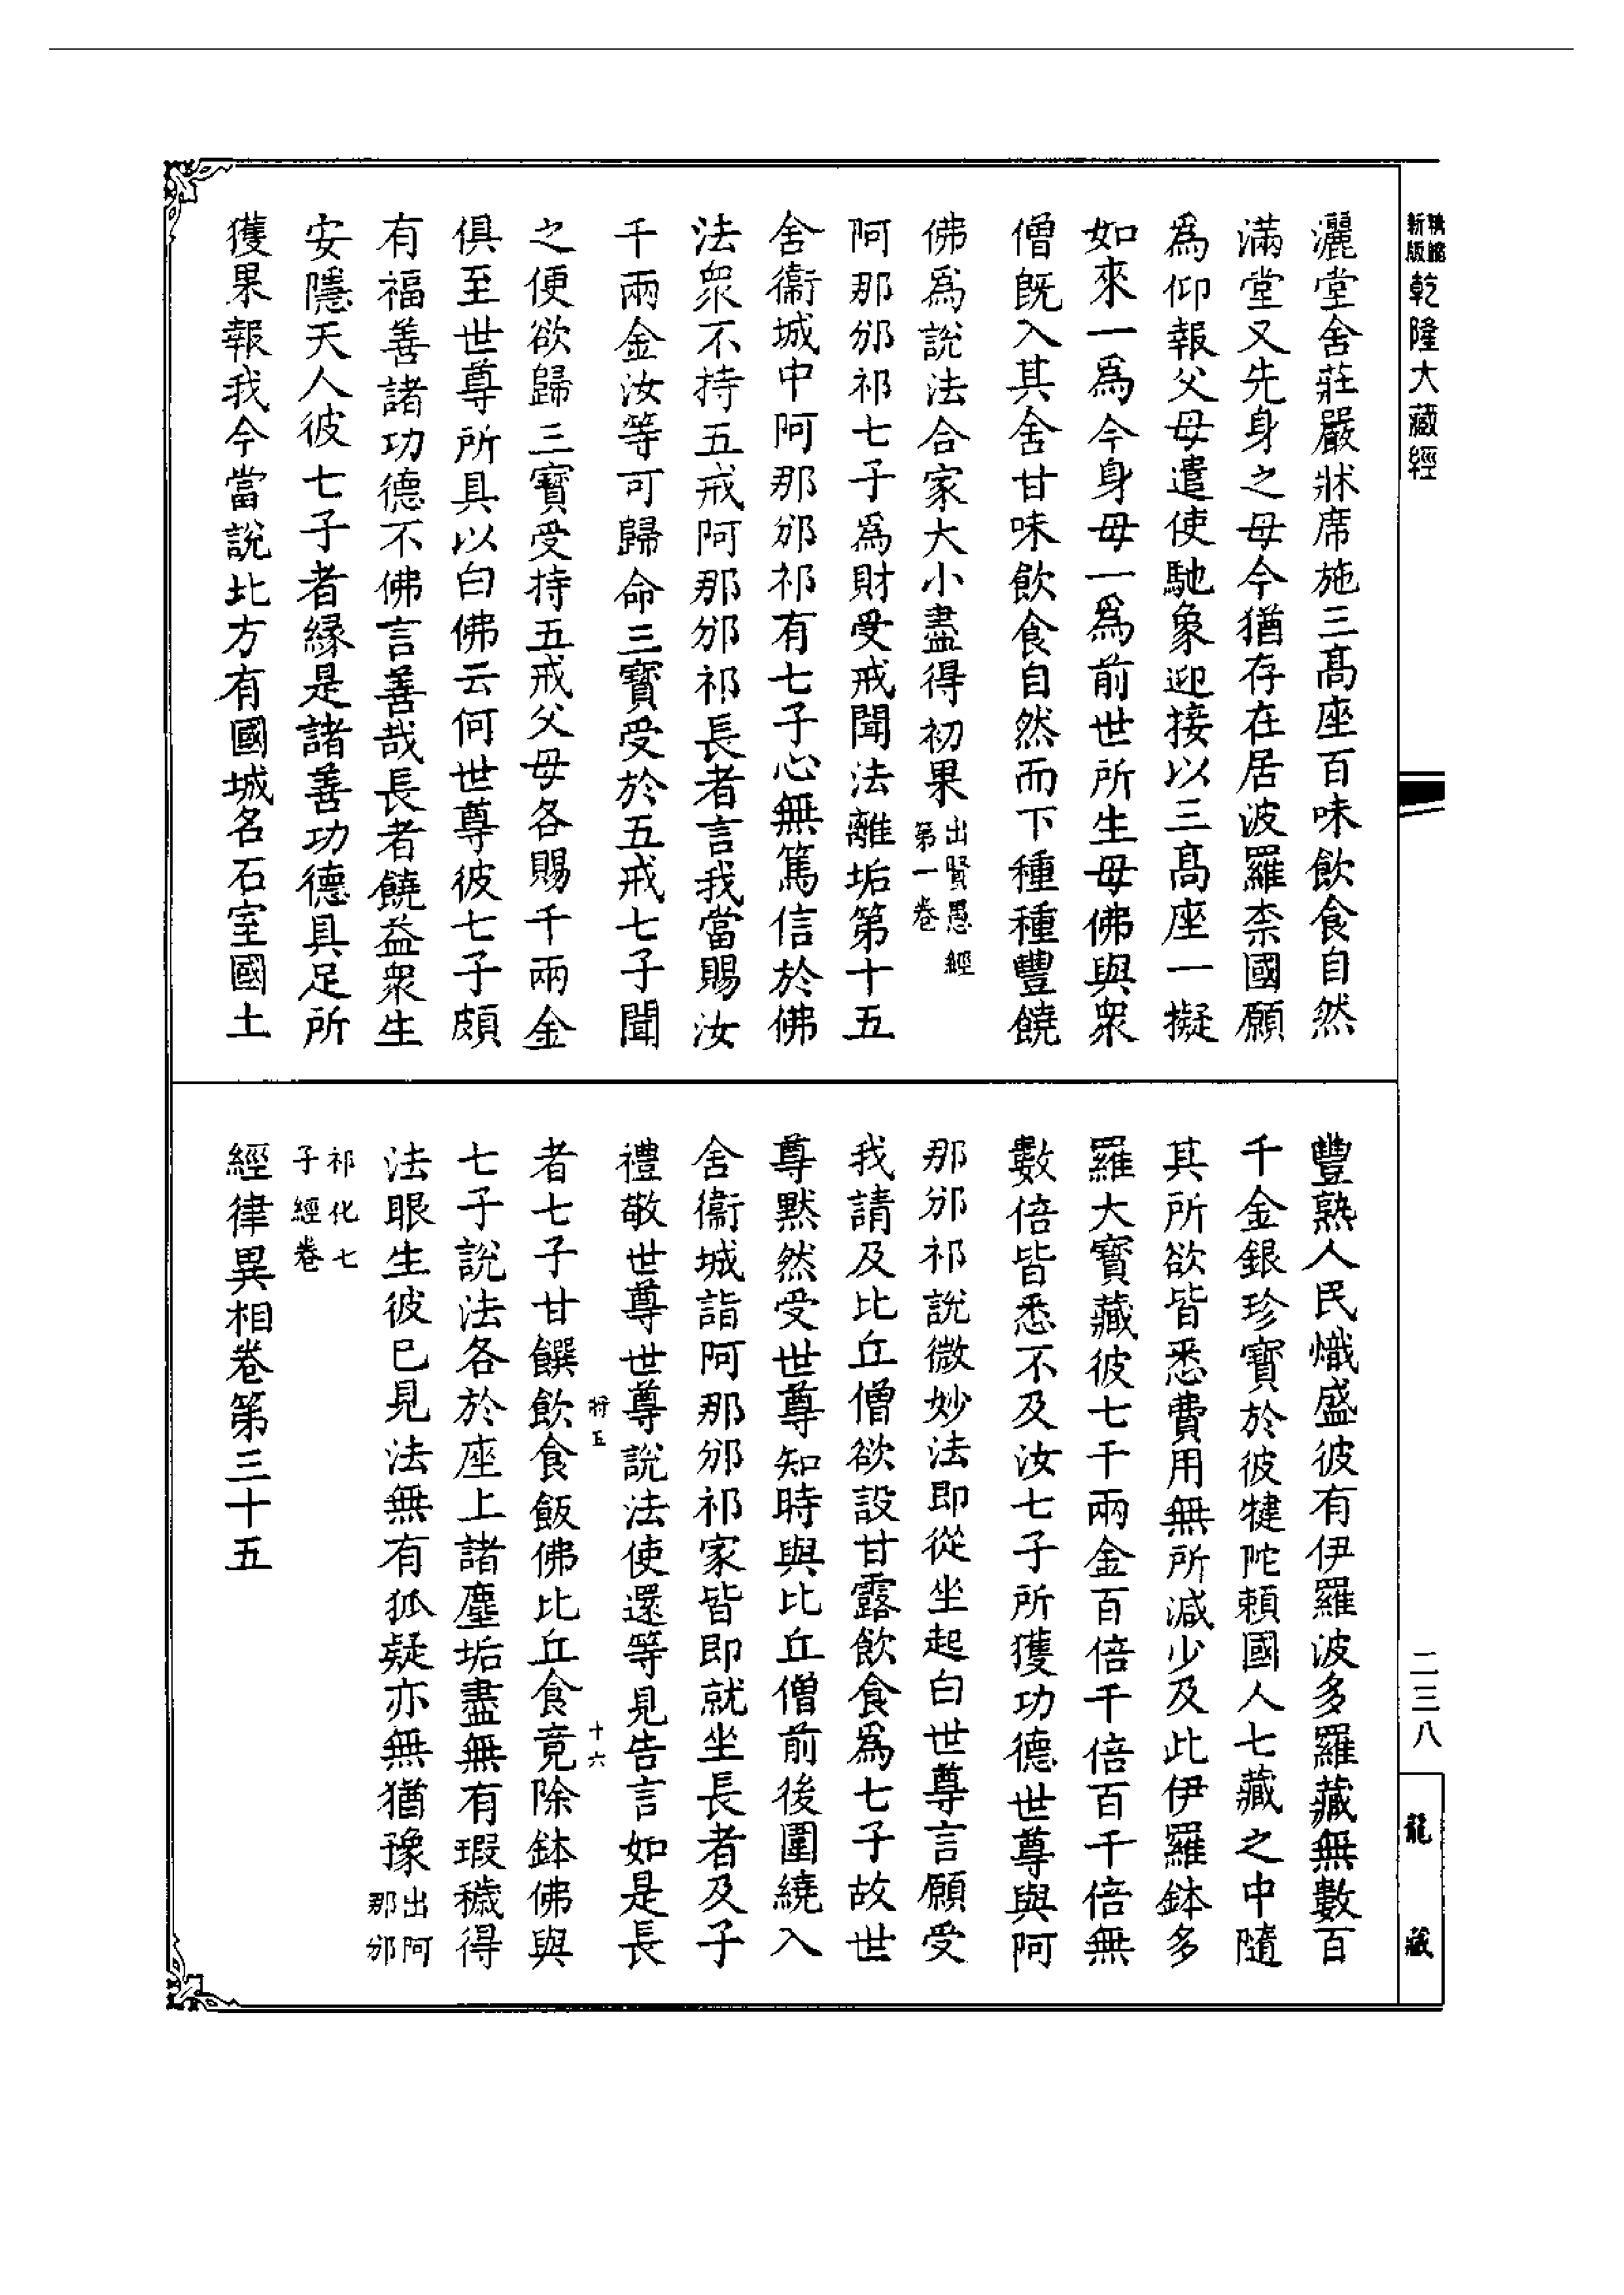 新版
乾隆大藏經
灑堂舍莊嚴牀席施三高座百味飲食自然
滿堂又先身之母今猶存在居波羅柰國願
爲仰報父母遣使馳象迎接以三高座一擬
如來一爲今身母一爲前世所生母佛與衆
僧既入其舍甘味飲食自然而下種種豐饒
佛爲說法合家大小盡得初果出賢愚經第一卷
阿那邠祁七子爲財受戒聞法離垢第十五
舍衞城中阿那邠祁有七子心無篤信於佛
法衆不持五戒阿那邠祁長者言我當賜汝
千兩金汝等可歸命三寶受於五戒七子聞
之便欲歸三寶受持五戒父母各賜千兩金
俱至世尊所具以白佛云何世尊彼七子頗
有福善諸功德不佛言善哉長者饒益衆生
安隱天人彼七子者緣是諸善功德具足所
獲果報我今當說北方有國城名石室國土
豐熟人民熾盛彼有伊羅波多羅藏無數百
千金銀珍寶於彼犍陀賴國人七藏之中隨
其所欲皆悉費用無所減少及此伊羅鉢多
羅大寶藏彼七千兩金百倍千倍百千倍無
數倍皆悉不及汝七子所獲功德世尊與阿
那邠祁說微妙法即從坐起白世尊言願受
我請及比丘僧欲設甘露飲食爲七子故世
尊默然受世尊知時與比丘僧前後圍繞入
舍衞城詣阿那邠祁家皆即就坐長者及子
禮敬世尊世尊說法使還等見告言如是長
十六
者七子甘饌飲食飯佛比丘食竟除鉢佛與
七子說法各於座上諸塵垢盡無有瑕穢得
法眼生彼已見法無有狐疑亦無猶豫出阿那邠
祁化七子經卷
經律異相卷第三十五
二三八
龍藏